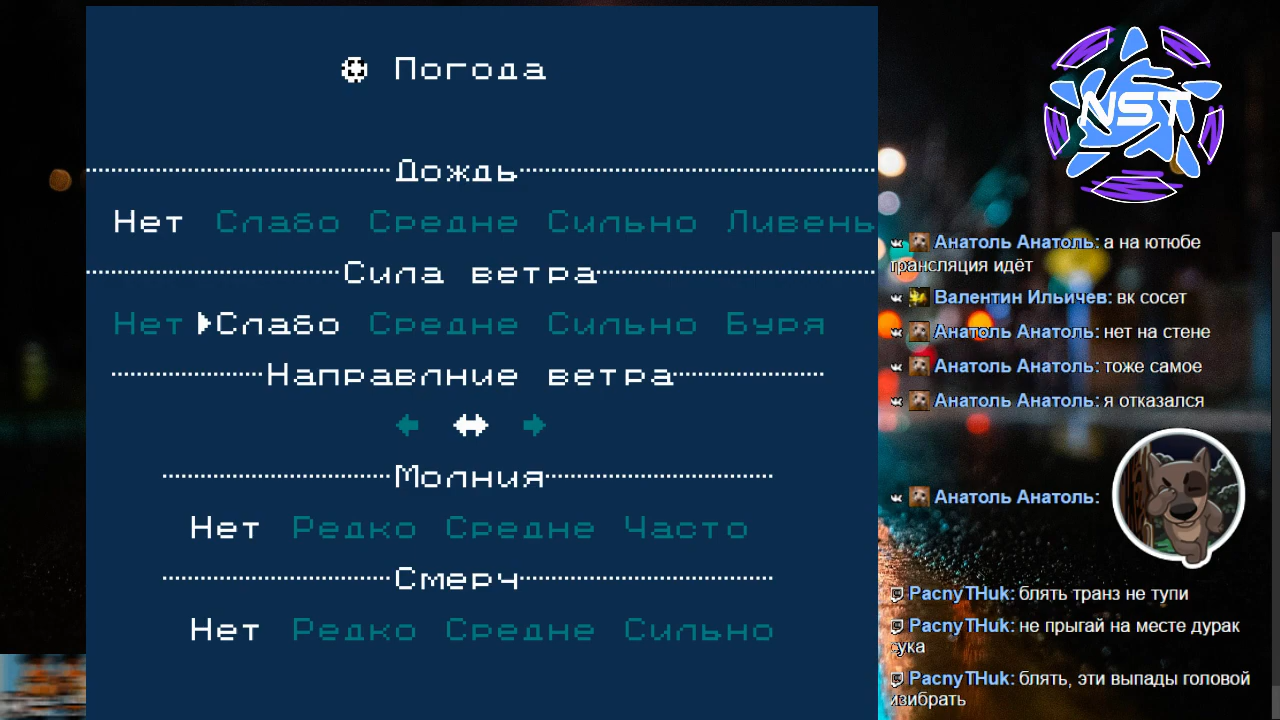 Погода
Дождь
Нет Слабо Средне Сильно Ливень
Сила ветра
Нет Слабо Средне Сильно Буря
Направлние ветра
Молния
Нет Редко Средне Часто
Смерч
Нет Редко Средне Сильно
NST
Анатоль Анатоль: а на ютюбе
трансляция идёт
Валентин Ильичев: вк сосет
Анатоль Анатоль: нет на стене
Анатоль Анатоль: тоже самое
Анатоль Анатоль: я отказался
Анатоль Анатоль:
PacnyTHuk: блять транз не тупи
PacnyTHuk: не прыгай на месте дурак
сука
PacnyTHuk: блять, эти выпады головой
изибрать